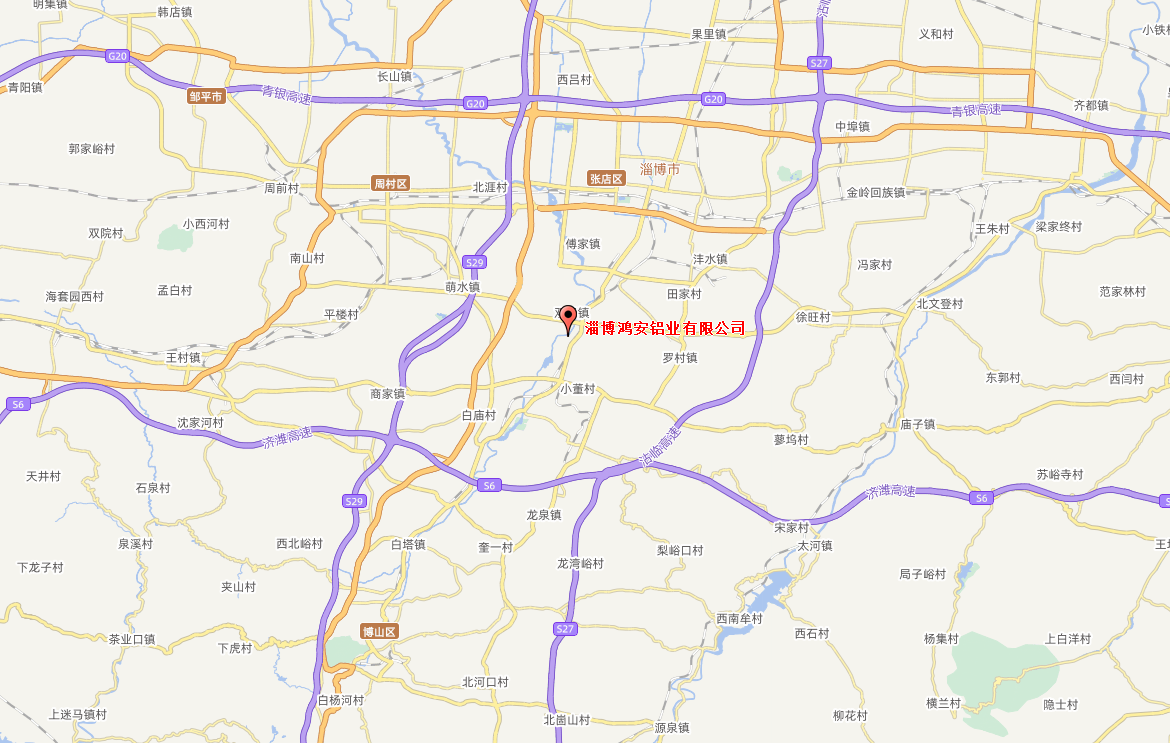 明集镇
韩店镇
果里镇
义和村
S27
G20
青阳镇
长山镇
西吕村
青银高速
邹平市
G20
G20
青银高速
齐都镇
中埠镇
郭家峪村
周前村
周村区
北涯村
张店区
淄博市
金岭回族镇
小西河村
双院村
傅家镇
王朱村
梁家终村
南山村
S29
沣水镇
冯家村
海套园西村
孟白村
萌水镇
田家村
北文登村
范家林村
平楼村
徐旺村
淄博鸿安铝业有限公司
王村镇
罗村镇
商家镇
小董村
东郭村
西闫村
S6
沈家河村
白庙村
济潍高速
蓼坞村
庙子镇
沾临高速
天井村
石泉村
S29
S6
济潍高速
S6
苏峪寺村
龙泉镇
宋家村
泉溪村
西北峪村
白塔镇
奎一村
太河镇
梨峪口村
下龙子村
夹山村
龙湾峪村
局子峪村
茶业口镇
下虎村
博山区
S27
西南牟村
西石村
杨集村
上白洋村
白杨河村
北河口村
横兰村
隐士村
上迷马镇村
北崮山村
源泉镇
柳花村